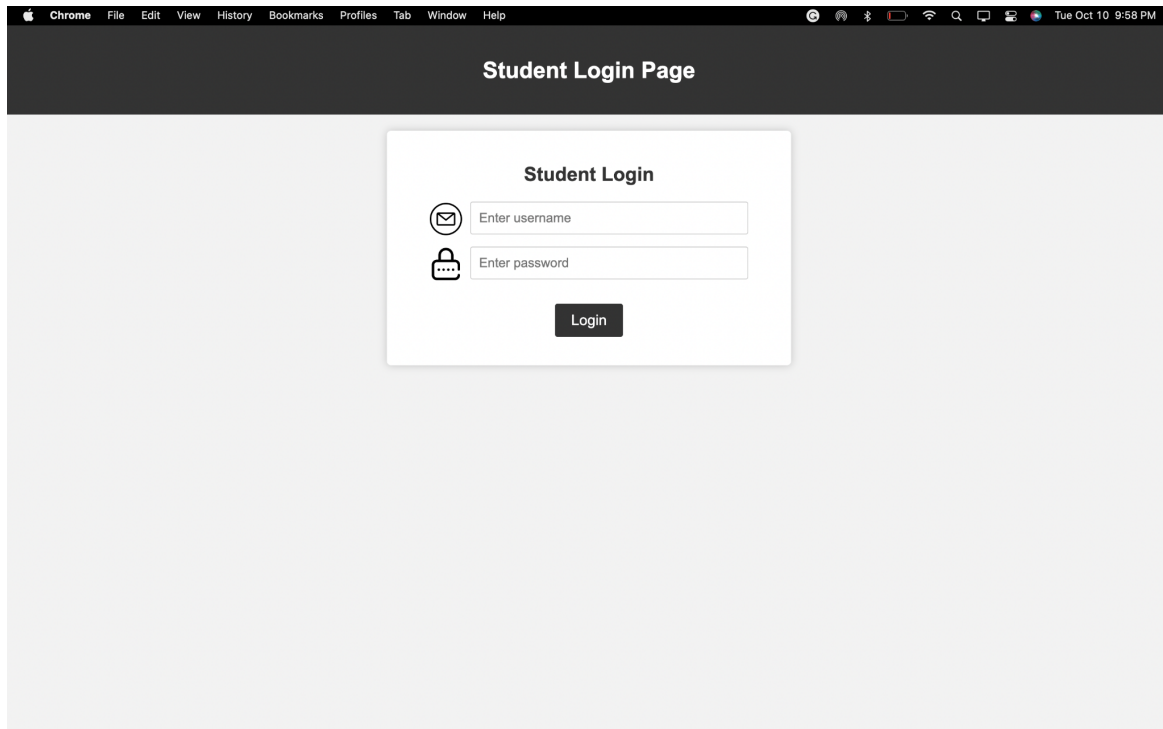 Chrome File Edit View History Bookmarks Profiles Tab Window Help Tue Oct 10 9:58 PM
Student Login Page
Student Login
Enter username
Enter password
Login